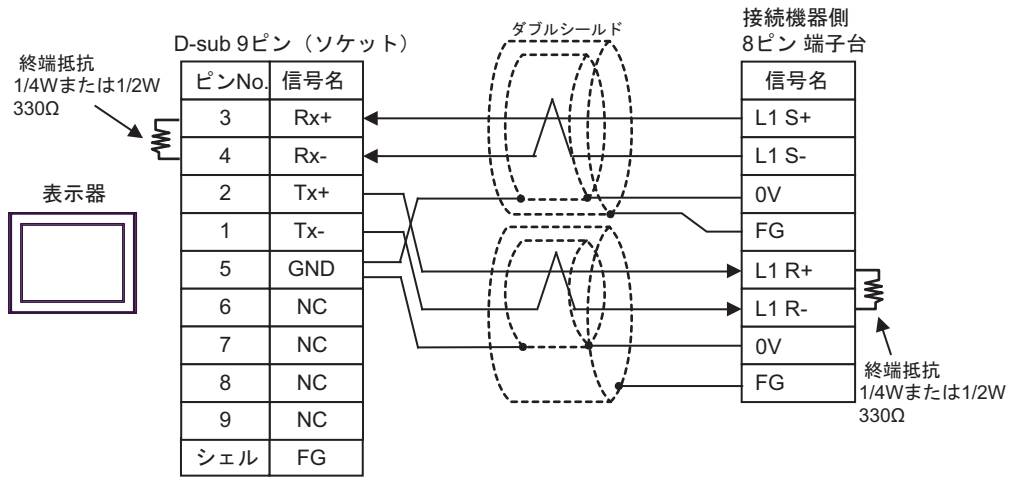 ダブルシールド
接続機器側
8ピン 端子台
D-sub 9ピン（ソケット）
終端抵抗
1/4Wまたは1/2W
330Ω
表示器
ピンNo. 信号名
3 Rx+
4 Rx-
2 Tx+
1 Tx-
5 GND
6 NC
7 NC
8 NC
9 NC
シェル FG
信号名
L1 S+
L1 S-
0V
FG
L1 R+
L1 R-
0V
FG
終端抵抗
1/4Wまたは1/2W
330Ω